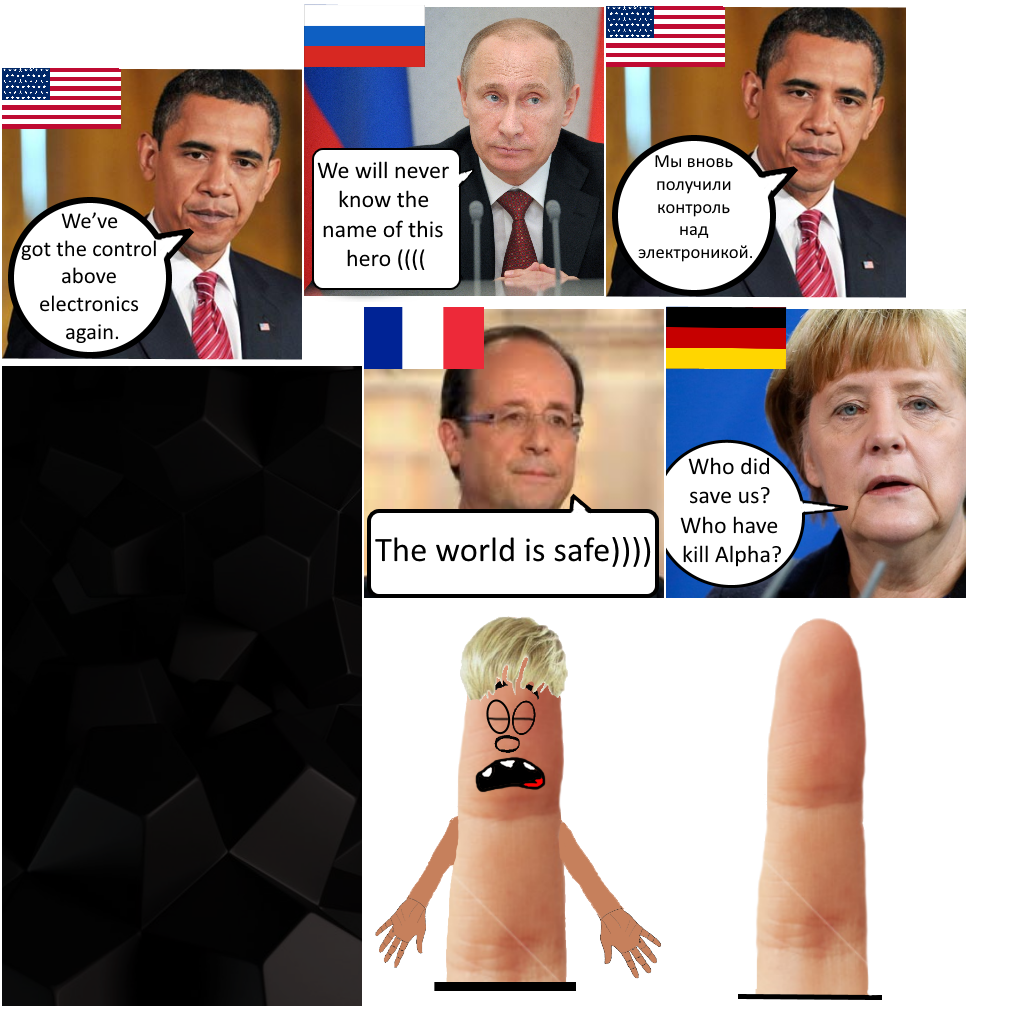 We’ve
got the control
above
electronics
again.
We will never
know the
name of this
hero ((((
Мы вновь
получили
контроль
над
электроникой.
The world is safe))))
Who did
save us?
Who have
kill Alpha?